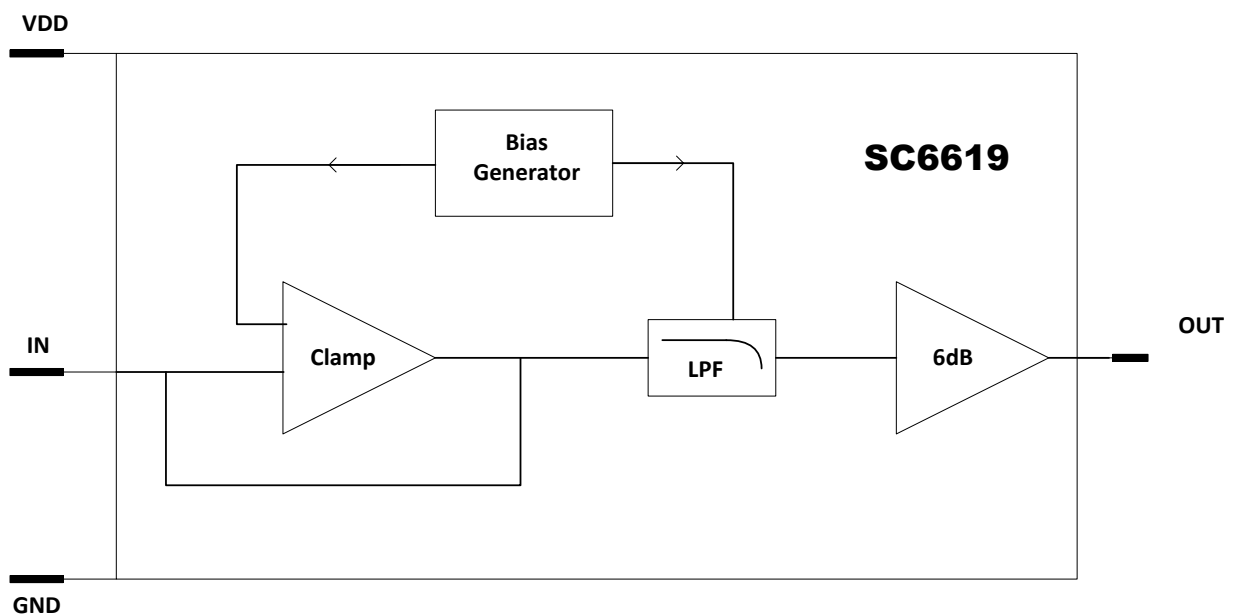 VDD
Bias
Generator
SC6619
IN
Clamp
LPF
6dB
OUT
GND